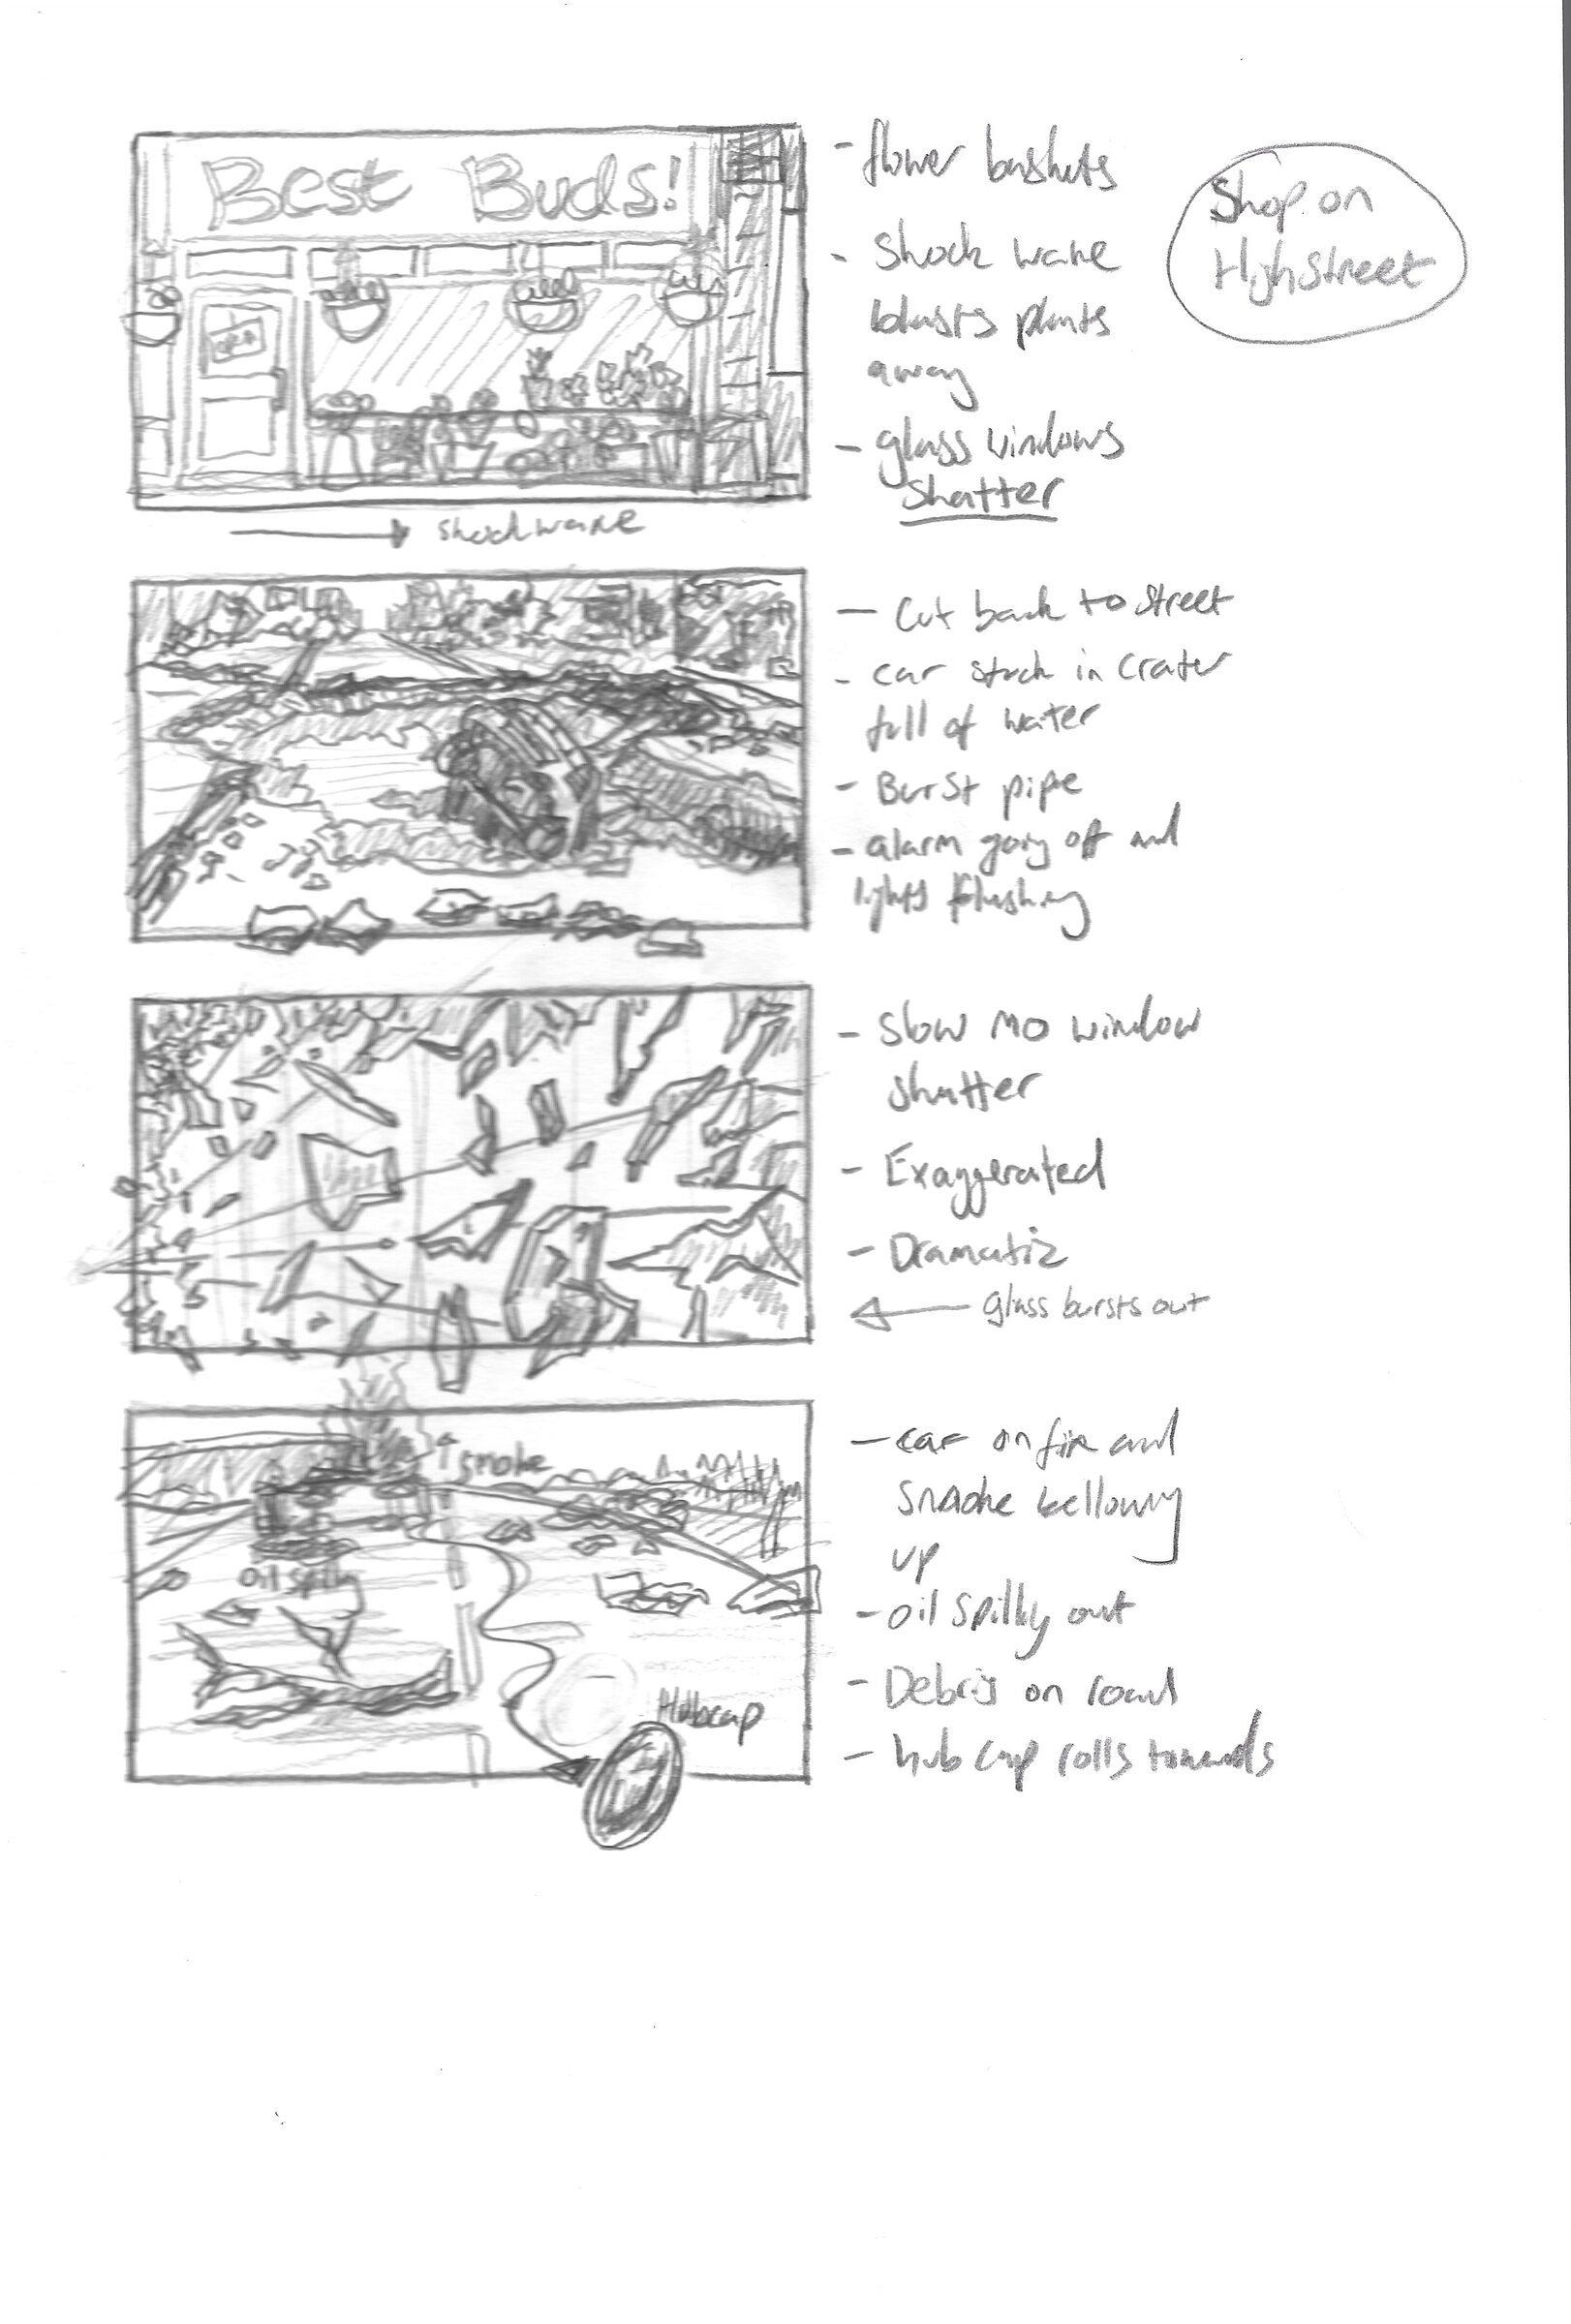 Best Buds!
OPEN
- flower baskets
- Shock wave
blasts plants
away
- glass windows
shatter
Shop on
High Street
shockwave
- Cut back to street
- car stuck in crater
full of water
- Burst pipe
- alarm going off and
lights flashing
- Slow mo window
shatter
- Exaggerated
- Dramatic
glass bursts out
smoke
oil spill
Hubcap
- car on fire and
Smoke bellowing
up
- oil spilling out
- Debris on road
- hub cap rolls towards